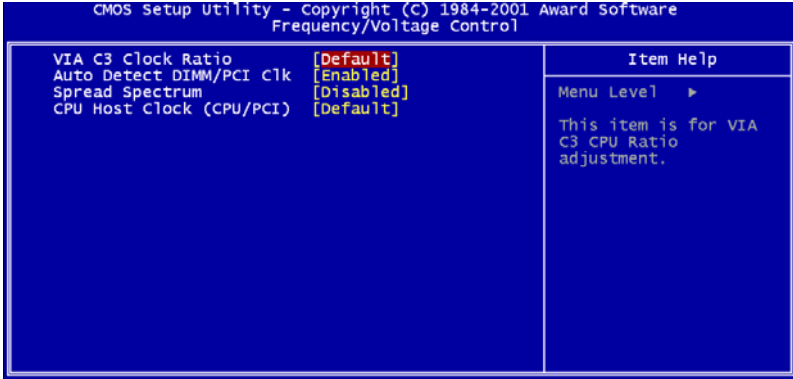 CMOS Setup Utility - Copyright (C) 1984-2001 Award Software
Frequency/Voltage Control
VIA C3 Clock Ratio [Default]
Auto Detect DIMM/PCI Clk [Enabled]
Spread Spectrum [Disabled]
CPU Host Clock (CPU/PCI) [Default]
Item Help
Menu Level ►
This item is for VIA
C3 CPU Ratio
adjustment.